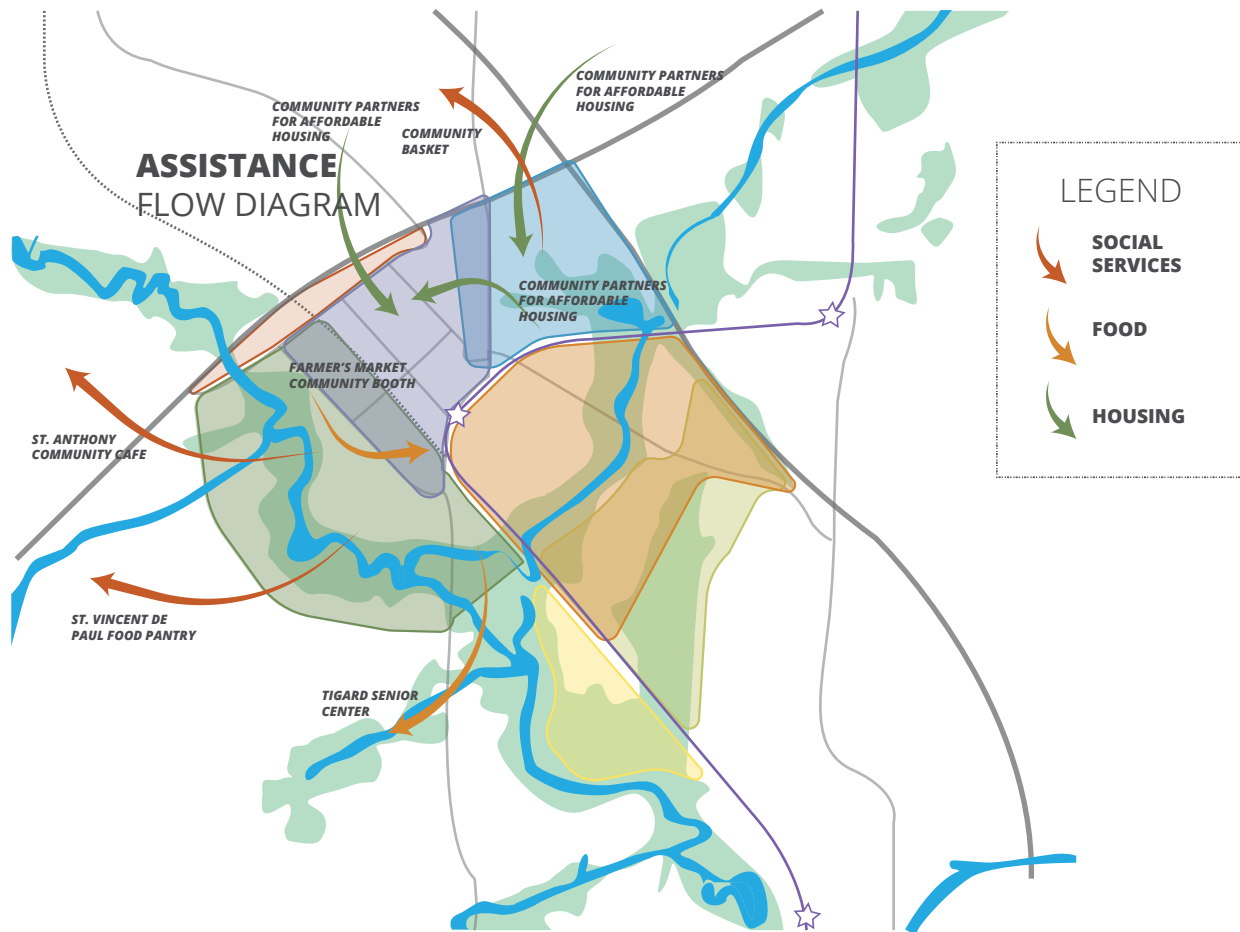 COMMUNITY PARTNERS
FOR AFFORDABLE
HOUSING
COMMUNITY PARTNERS
FOR AFFORDABLE
HOUSING
COMMUNITY
BASKET
ASSISTANCE
FLOW DIAGRAM
LEGEND
SOCIAL
SERVICES
FOOD
HOUSING
COMMUNITY PARTNERS
FOR AFFORDABLE
HOUSING
FARMER'S MARKET
COMMUNITY BOOTH
ST. ANTHONY
COMMUNITY CAFE
ST. VINCENT DE
PAUL FOOD PANTRY
TIGARD SENIOR
CENTER